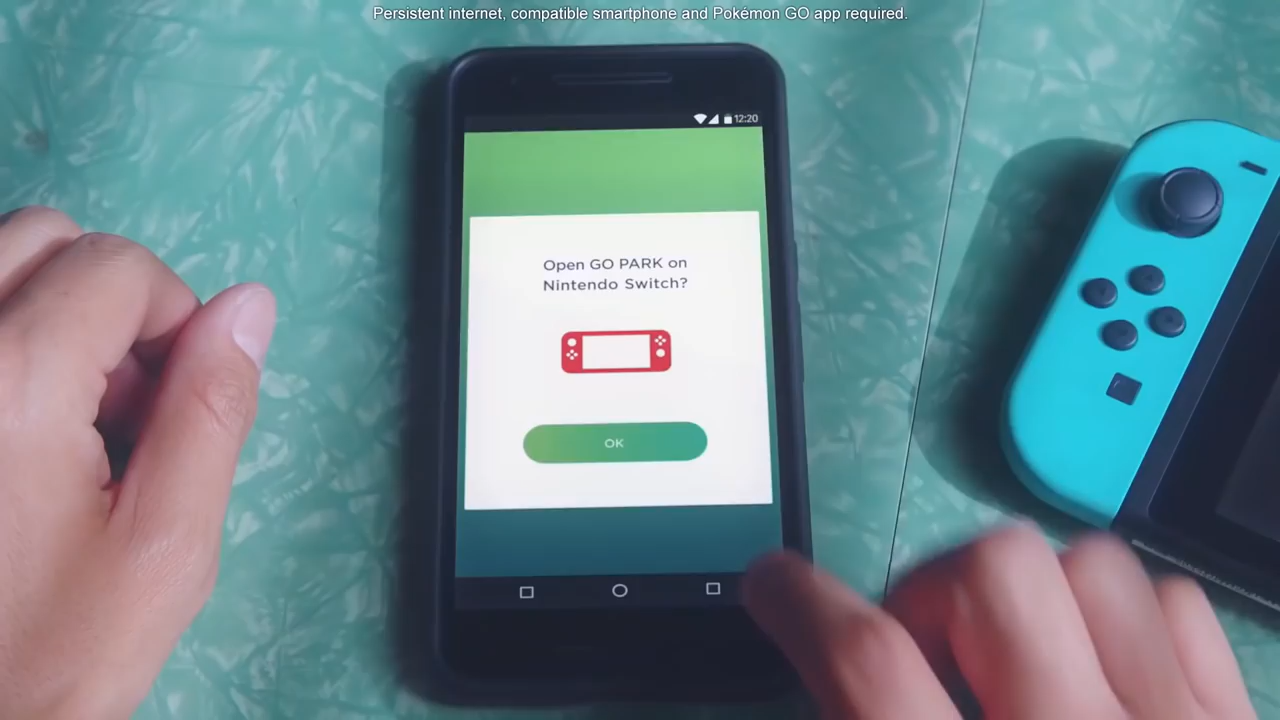 Persistent internet, compatible smartphone and Pokémon GO app required.
12:20
Open GO PARK on
Nintendo Switch?
OK